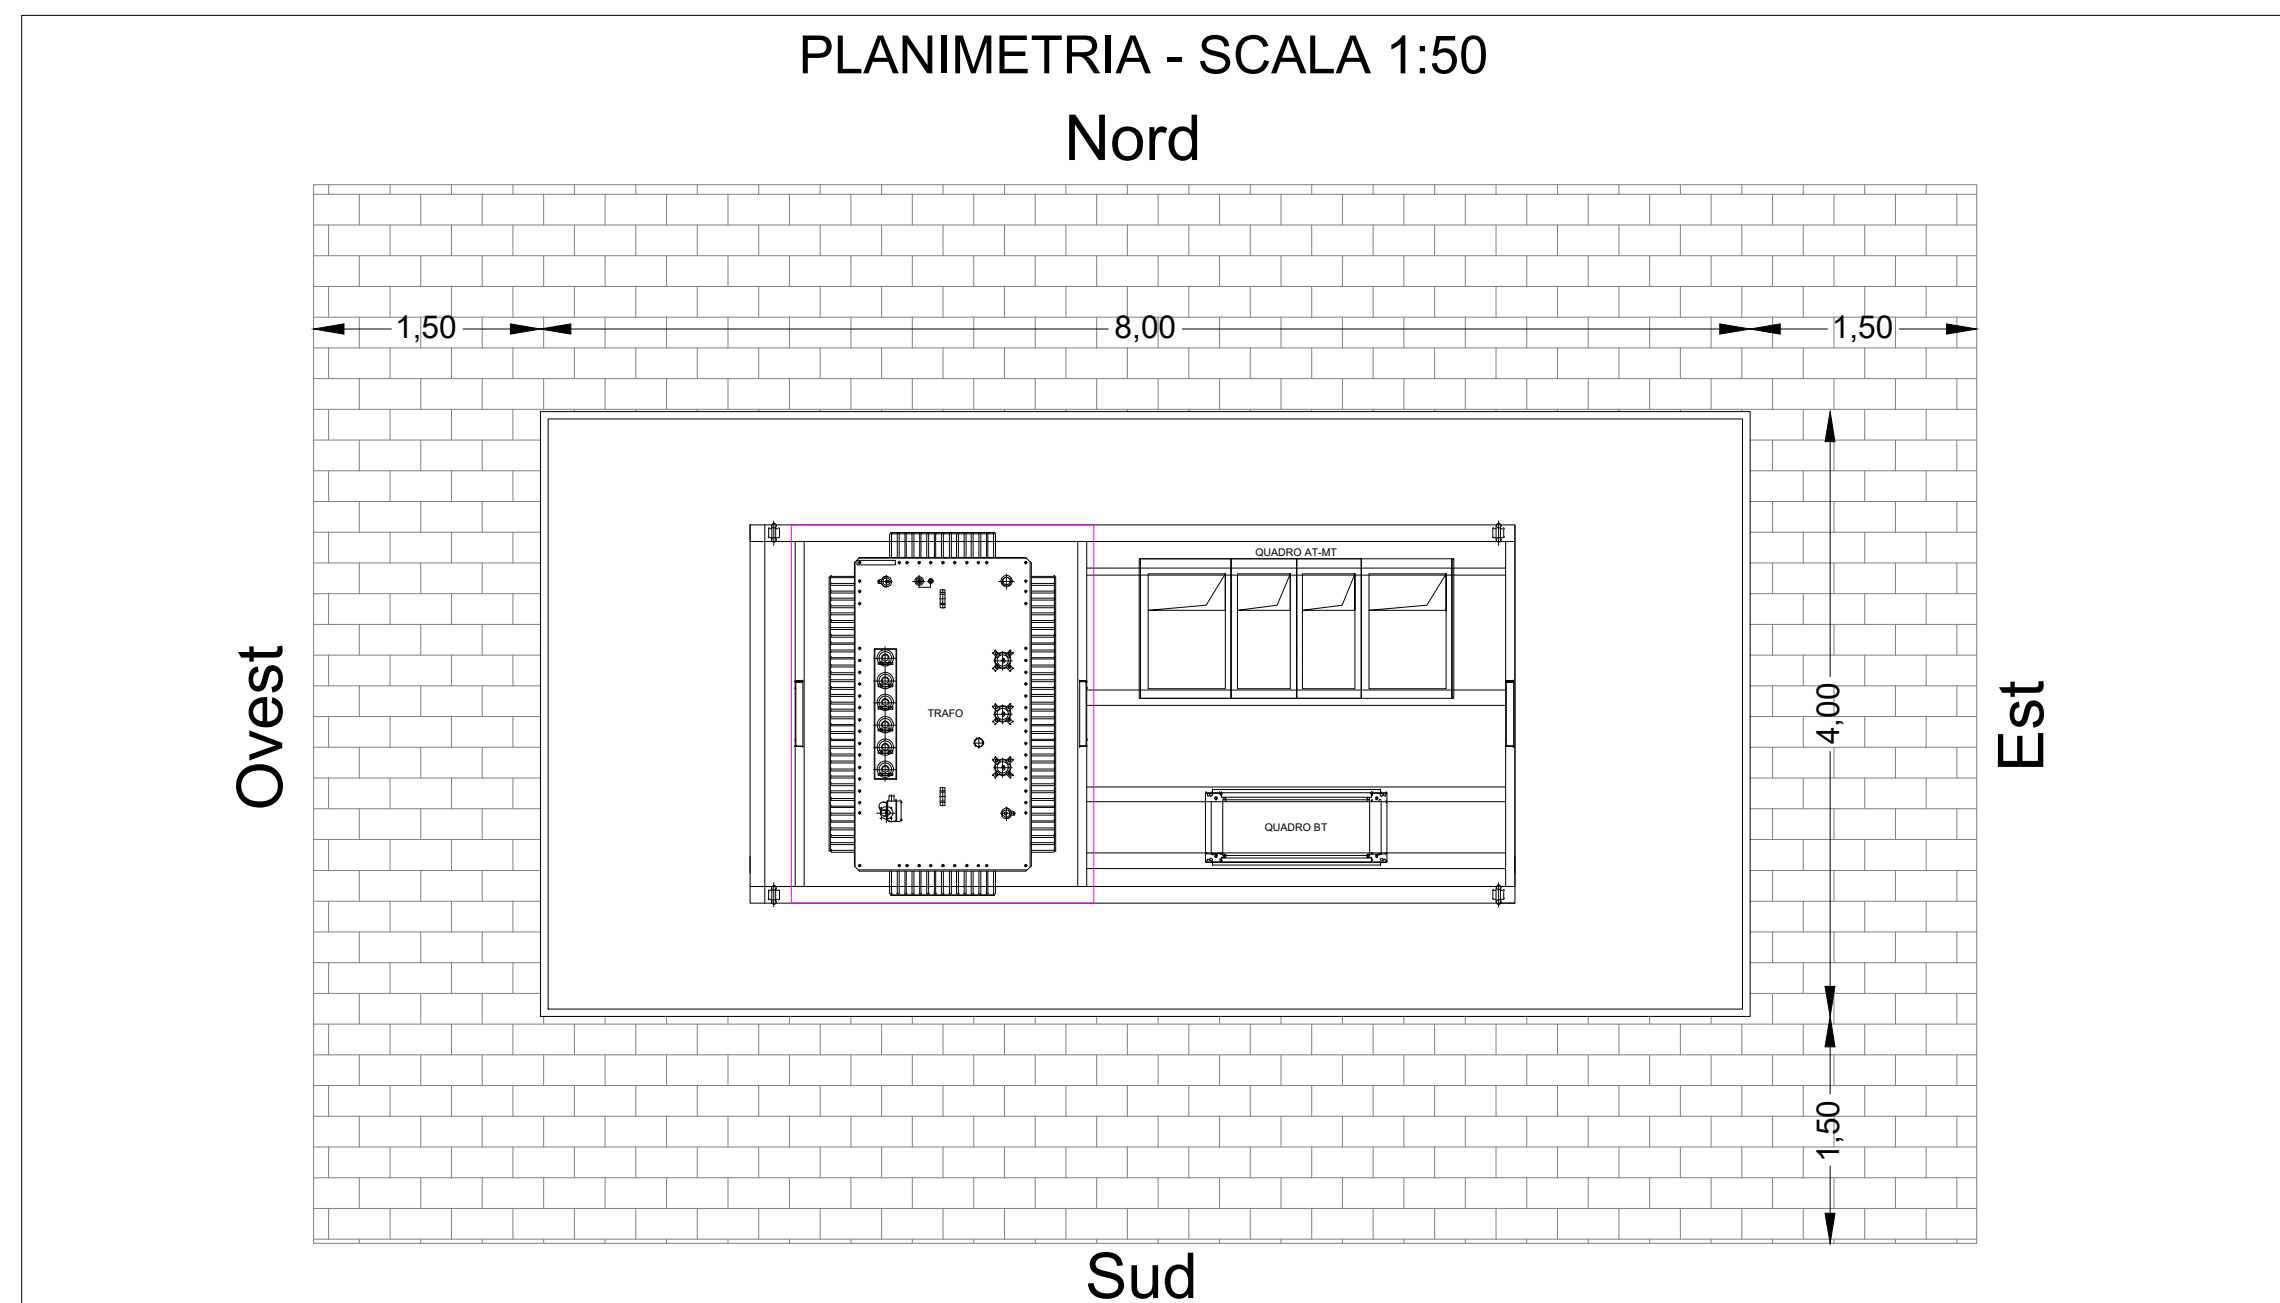 PLANIMETRIA - SCALA 1:50
Nord
1,50
8,00
1,50
QUADRO AT-MT
Ovest
TRAFO
4,00
Est
QUADRO BT
1,50
Sud